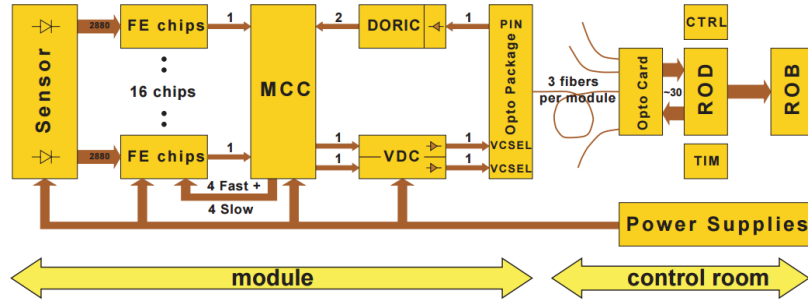 Sensor
2880
FE chips
1
16 chips
2880
FE chips
1
MCC
4 Fast +
4 Slow
2
DORIC
1
1
1
VDC
1
1
PIN
Opto Package
VCSEL
VCSEL
3 fibers
per module
Opto Card
~30
CTRL
ROD
TIM
ROB
Power Supplies
module
control room